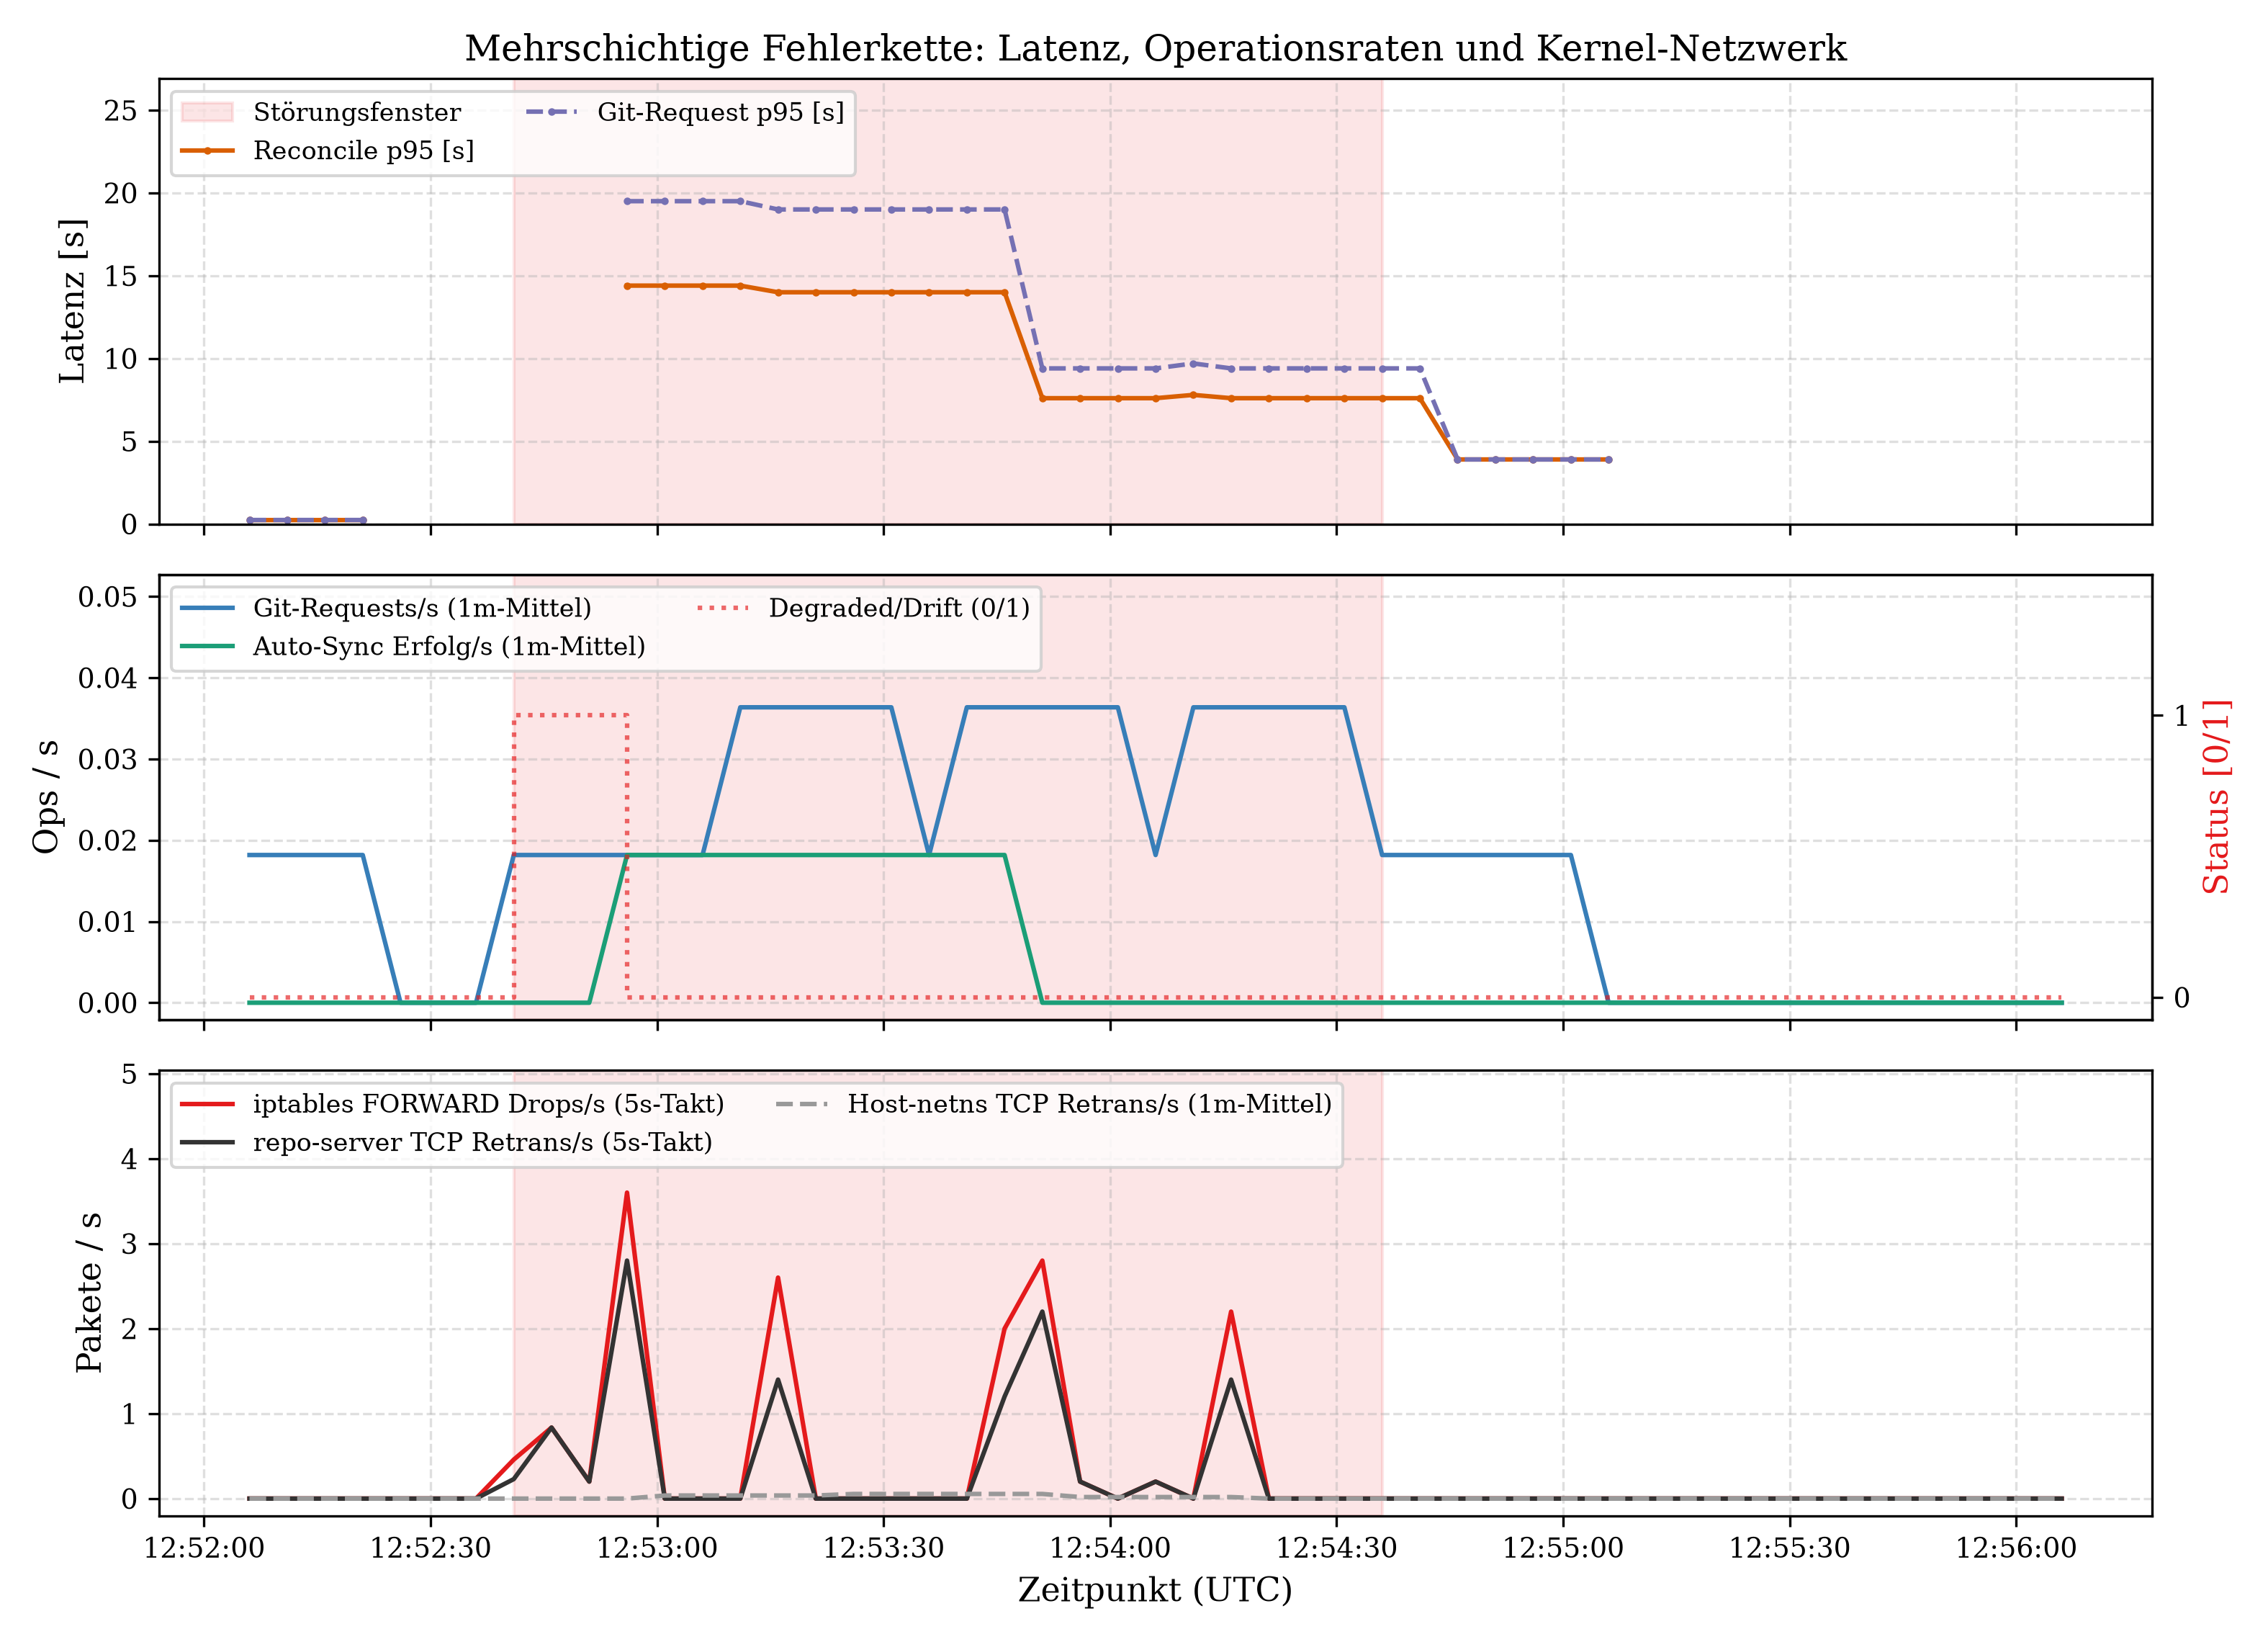 Mehrschichtige Fehlerkette: Latenz, Operationsraten und Kernel-Netzwerk
Latenz [s]
25
20
15
10
5
0
Störungsfenster
Reconcile p95 [s]
Git-Request p95 [s]
Ops / s
0.05
0.04
0.03
0.02
0.01
0.00
Git-Requests/s (1m-Mittel)
Auto-Sync Erfolg/s (1m-Mittel)
Degraded/Drift (0/1)
1
0
Status [0/1]
Pakete / s
5
4
3
2
1
0
iptables FORWARD Drops/s (5s-Takt)
repo-server TCP Retrans/s (5s-Takt)
Host-netns TCP Retrans/s (1m-Mittel)
12:52:00 12:52:30 12:53:00 12:53:30 12:54:00 12:54:30 12:55:00 12:55:30 12:56:00
Zeitpunkt (UTC)